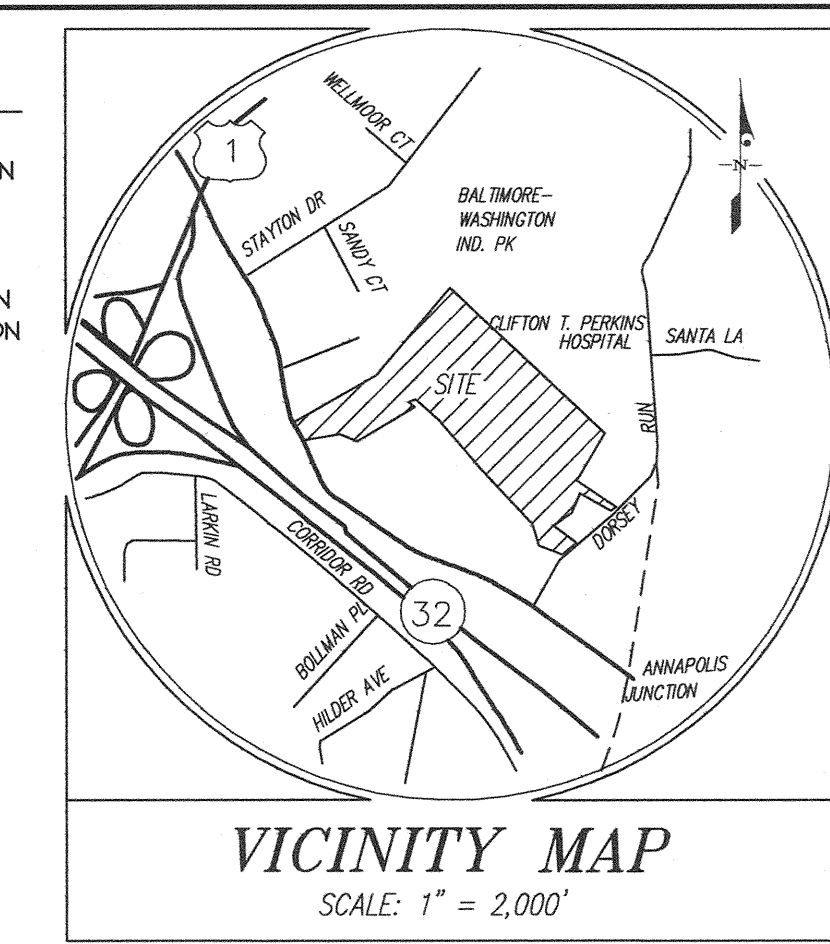 N
N
ON
WELLMOOR CT
1
STAYTON DR
SANDY CT
BALTIMORE-
WASHINGTON
IND. PK
N
CLIFTON T. PERKINS
HOSPITAL
SANTA LA
SITE
RUN
DORSEY
LARKIN RD
CORRIDOR RD
32
BOLLMAN PL
HILDER AVE
ANNAPOLIS
JUNCTION
VICINITY MAP
SCALE: 1" = 2,000'